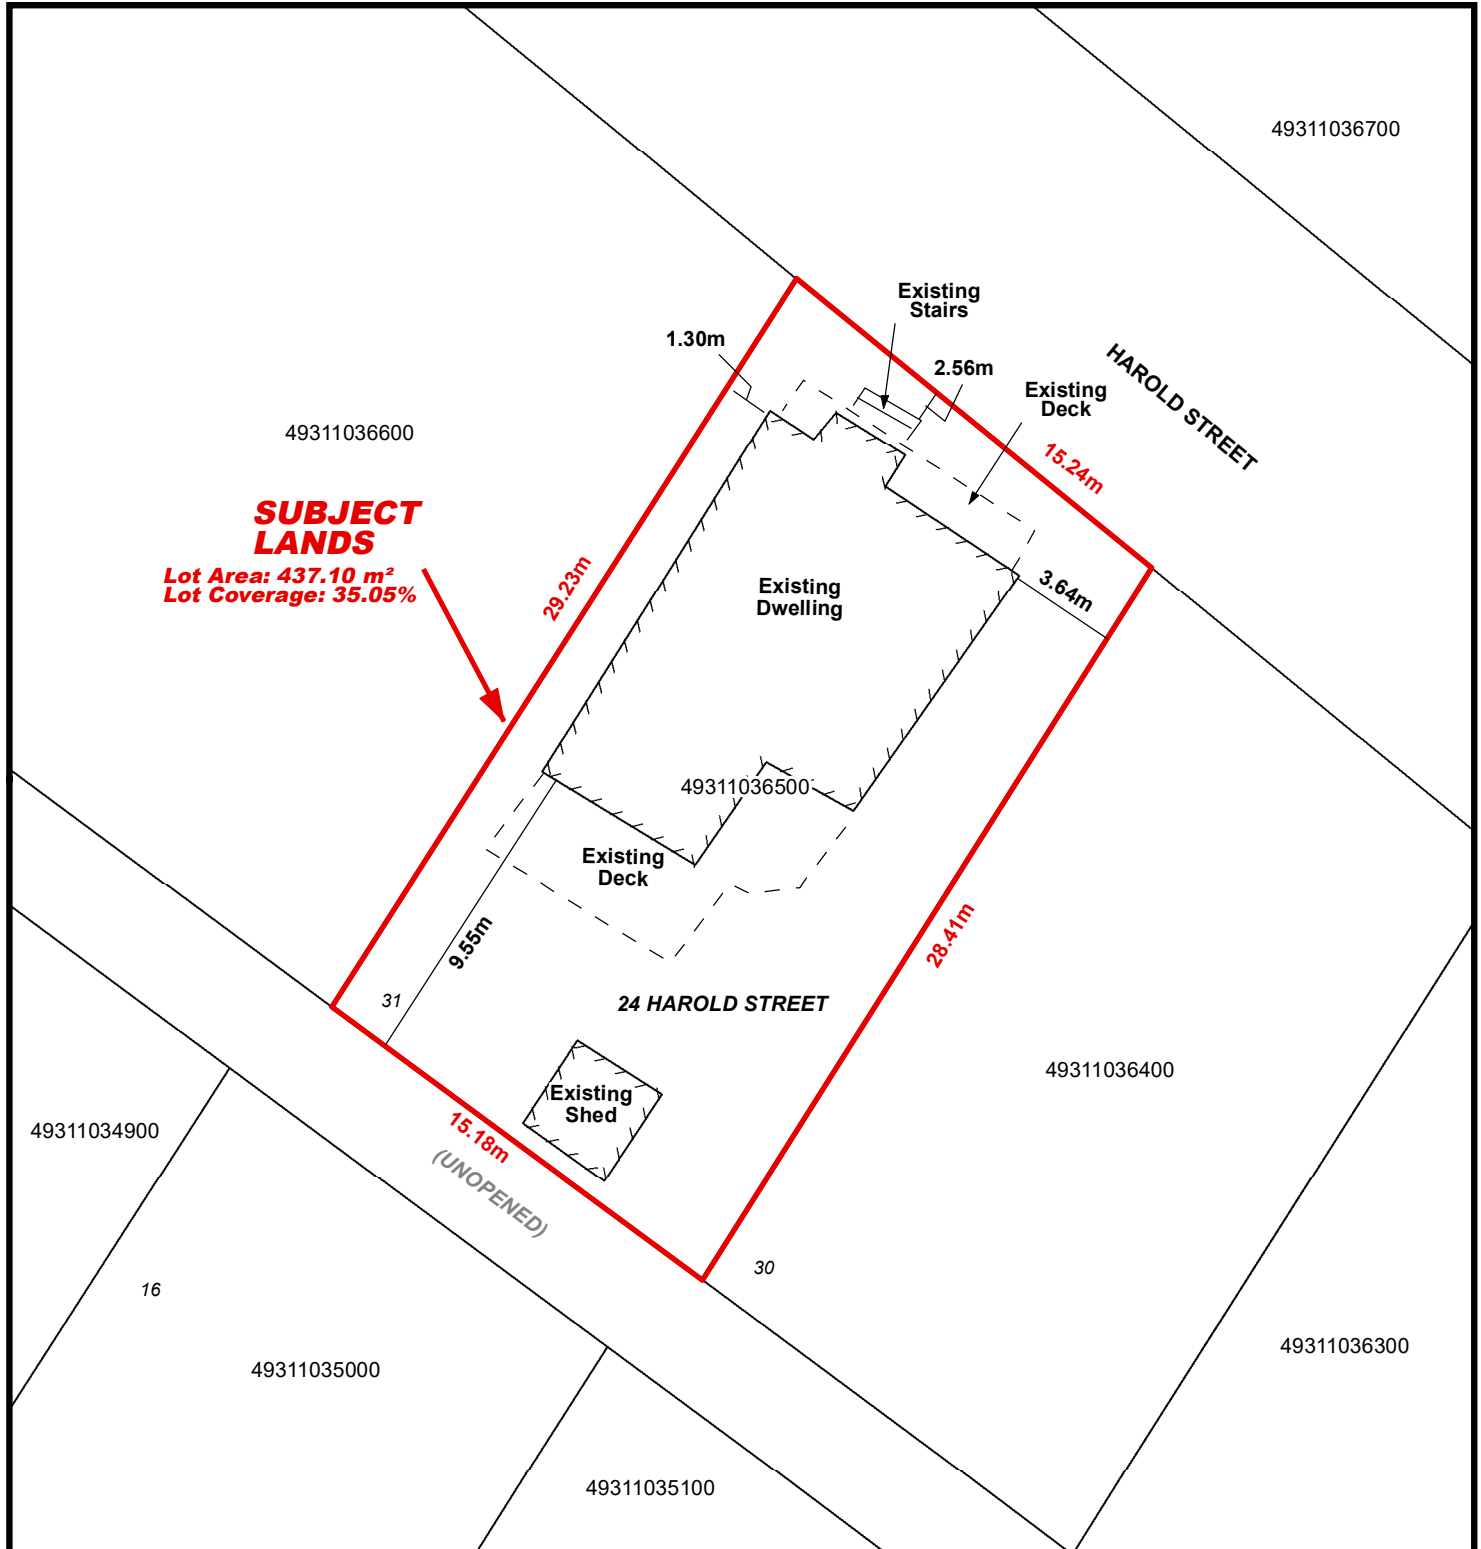 49311036700
Existing
Stairs
1.30m
2.56m
HAROLD STREET
Existing
Deck
49311036600
15.24m
SUBJECT
LANDS
Lot Area: 437.10 m²
Lot Coverage: 35.05%
29.23m
Existing
Dwelling
3.64m
49311036500
Existing
Deck
9.55m
28.41m
31
24 HAROLD STREET
49311036400
Existing
Shed
49311034900
15.18m
(UNOPENED)
30
16
49311036300
49311035000
49311035100